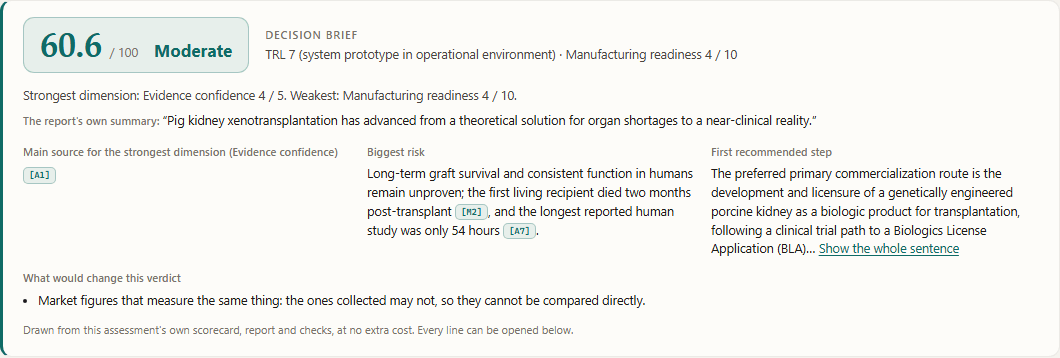 60.6 / 100 Moderate
DECISION BRIEF
TRL 7 (system prototype in operational environment) · Manufacturing readiness 4 / 10
Strongest dimension: Evidence confidence 4 / 5. Weakest: Manufacturing readiness 4 / 10.
The report's own summary: “Pig kidney xenotransplantation has advanced from a theoretical solution for organ shortages to a near-clinical reality.”
Main source for the strongest dimension (Evidence confidence)
[A1]
Biggest risk
Long-term graft survival and consistent function in humans
remain unproven; the first living recipient died two months
post-transplant [M2], and the longest reported human
study was only 54 hours [A7].
First recommended step
The preferred primary commercialization route is the
development and licensure of a genetically engineered
porcine kidney as a biologic product for transplantation,
following a clinical trial path to a Biologics License
Application (BLA)... Show the whole sentence
What would change this verdict
• Market figures that measure the same thing: the ones collected may not, so they cannot be compared directly.
Drawn from this assessment's own scorecard, report and checks, at no extra cost. Every line can be opened below.